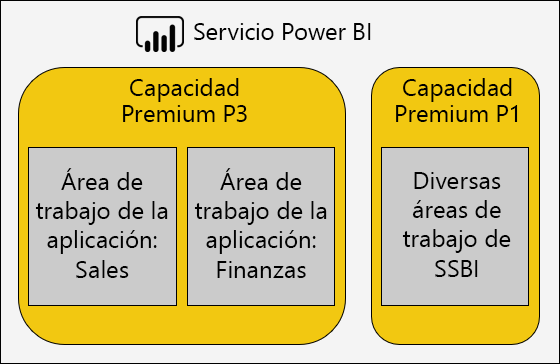 Servicio Power BI
Capacidad
Premium P3
Área de
trabajo de la
aplicación:
Sales
Área de
trabajo de la
aplicación:
Finanzas
Capacidad
Premium P1
Diversas
áreas de
trabajo de
SSBI